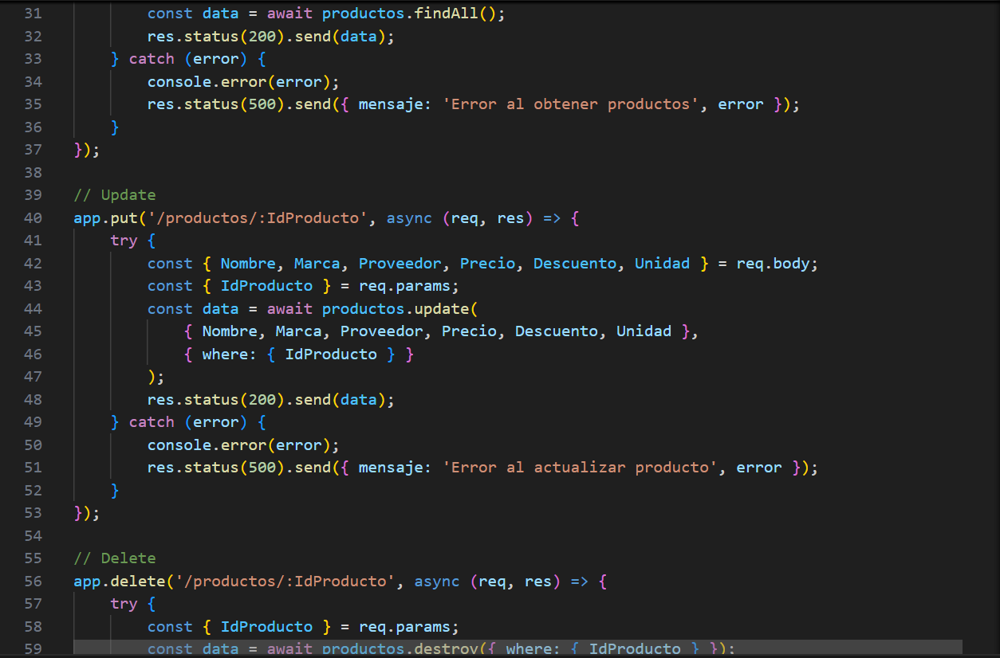 31 const data = await productos.findAll();
32 res.status(200).send(data);
33 } catch (error) {
34 console.error(error);
35 res.status(500).send({ mensaje: 'Error al obtener productos', error });
36 }
37 });
38
39 // Update
40 app.put('/productos/:IdProducto', async (req, res) => {
41 try {
42 const { Nombre, Marca, Proveedor, Precio, Descuento, Unidad } = req.body;
43 const { IdProducto } = req.params;
44 const data = await productos.update(
45 { Nombre, Marca, Proveedor, Precio, Descuento, Unidad },
46 { where: { IdProducto } }
47 );
48 res.status(200).send(data);
49 } catch (error) {
50 console.error(error);
51 res.status(500).send({ mensaje: 'Error al actualizar producto', error });
52 }
53 });
54
55 // Delete
56 app.delete('/productos/:IdProducto', async (req, res) => {
57 try {
58 const { IdProducto } = req.params;
59 const data = await productos.destroy({ where: { IdProducto } });